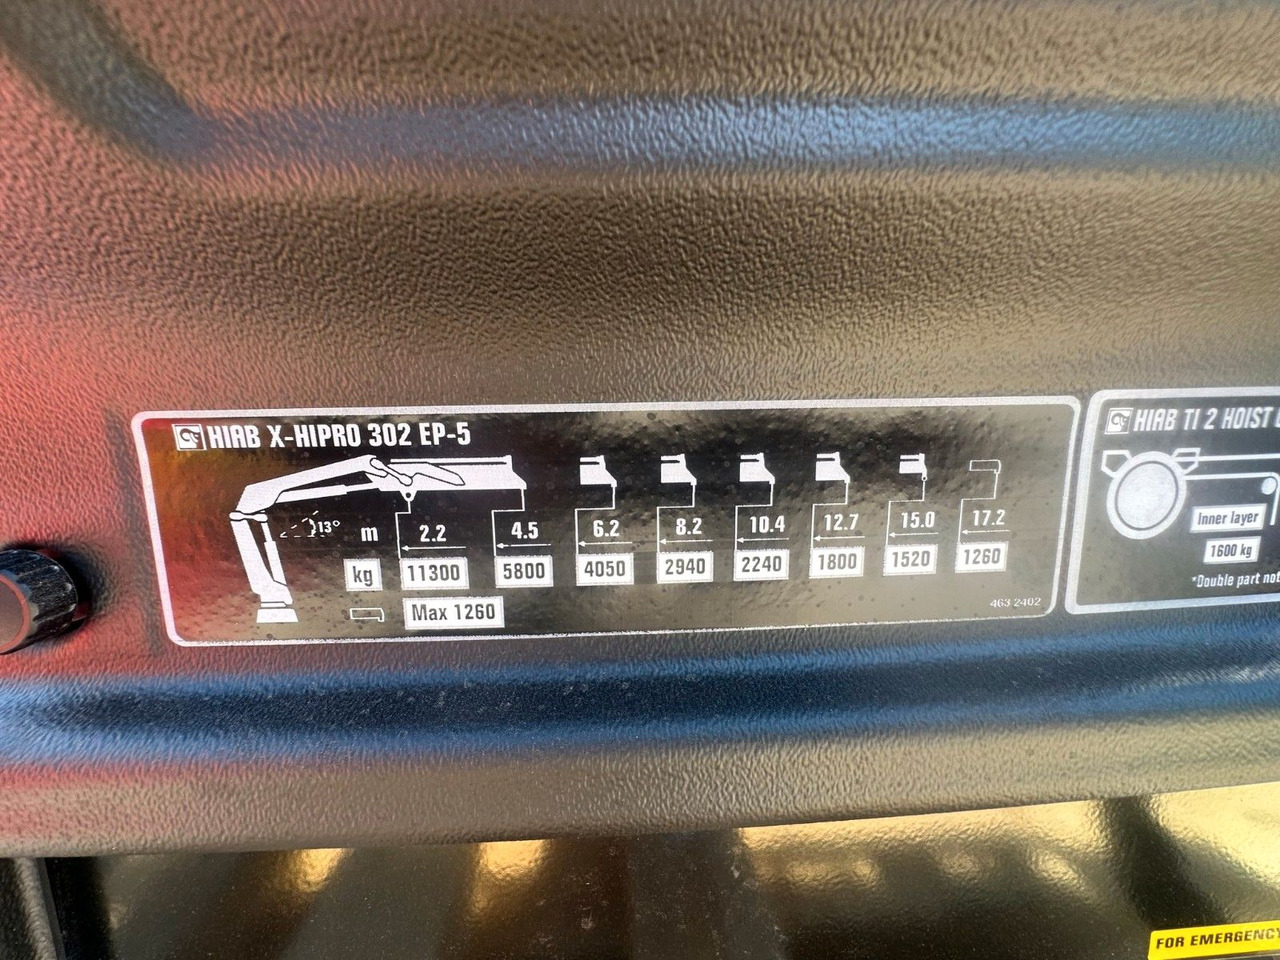 HIAB X-HIPRO 302 EP-5
13°
m 2.2 4.5 6.2 8.2 10.4 12.7 15.0 17.2
kg 11300 5800 4050 2940 2240 1800 1520 1260
Max 1260
463 2402
HIAB TI 2 HOIST
Inner layer
1600 kg
*Double part not
FOR EMERGENCY